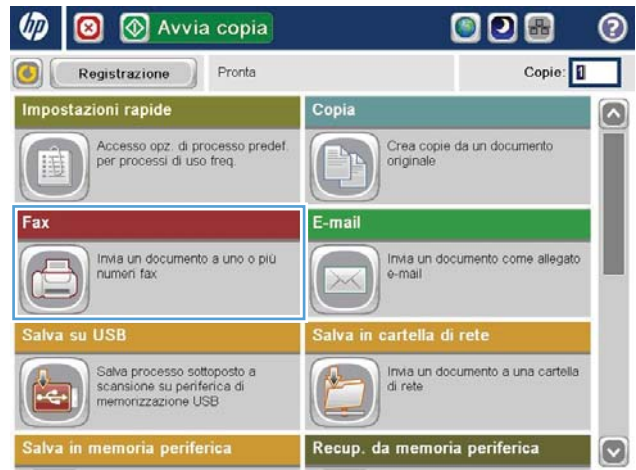 hp Avvia copia ?
Registrazione Pronta Copie: 1
Impostazioni rapide
Accesso opz. di processo predef.
per processi di uso freq.
Copia
Crea copie da un documento
originale
Fax
Invia un documento a uno o più
numeri fax
E-mail
Invia un documento come allegato
e-mail
Salva su USB
Salva processo sottoposto a
scansione su periferica di
memorizzazione USB
Salva in cartella di rete
Invia un documento a una cartella
di rete
Salva in memoria periferica
Recup. da memoria periferica